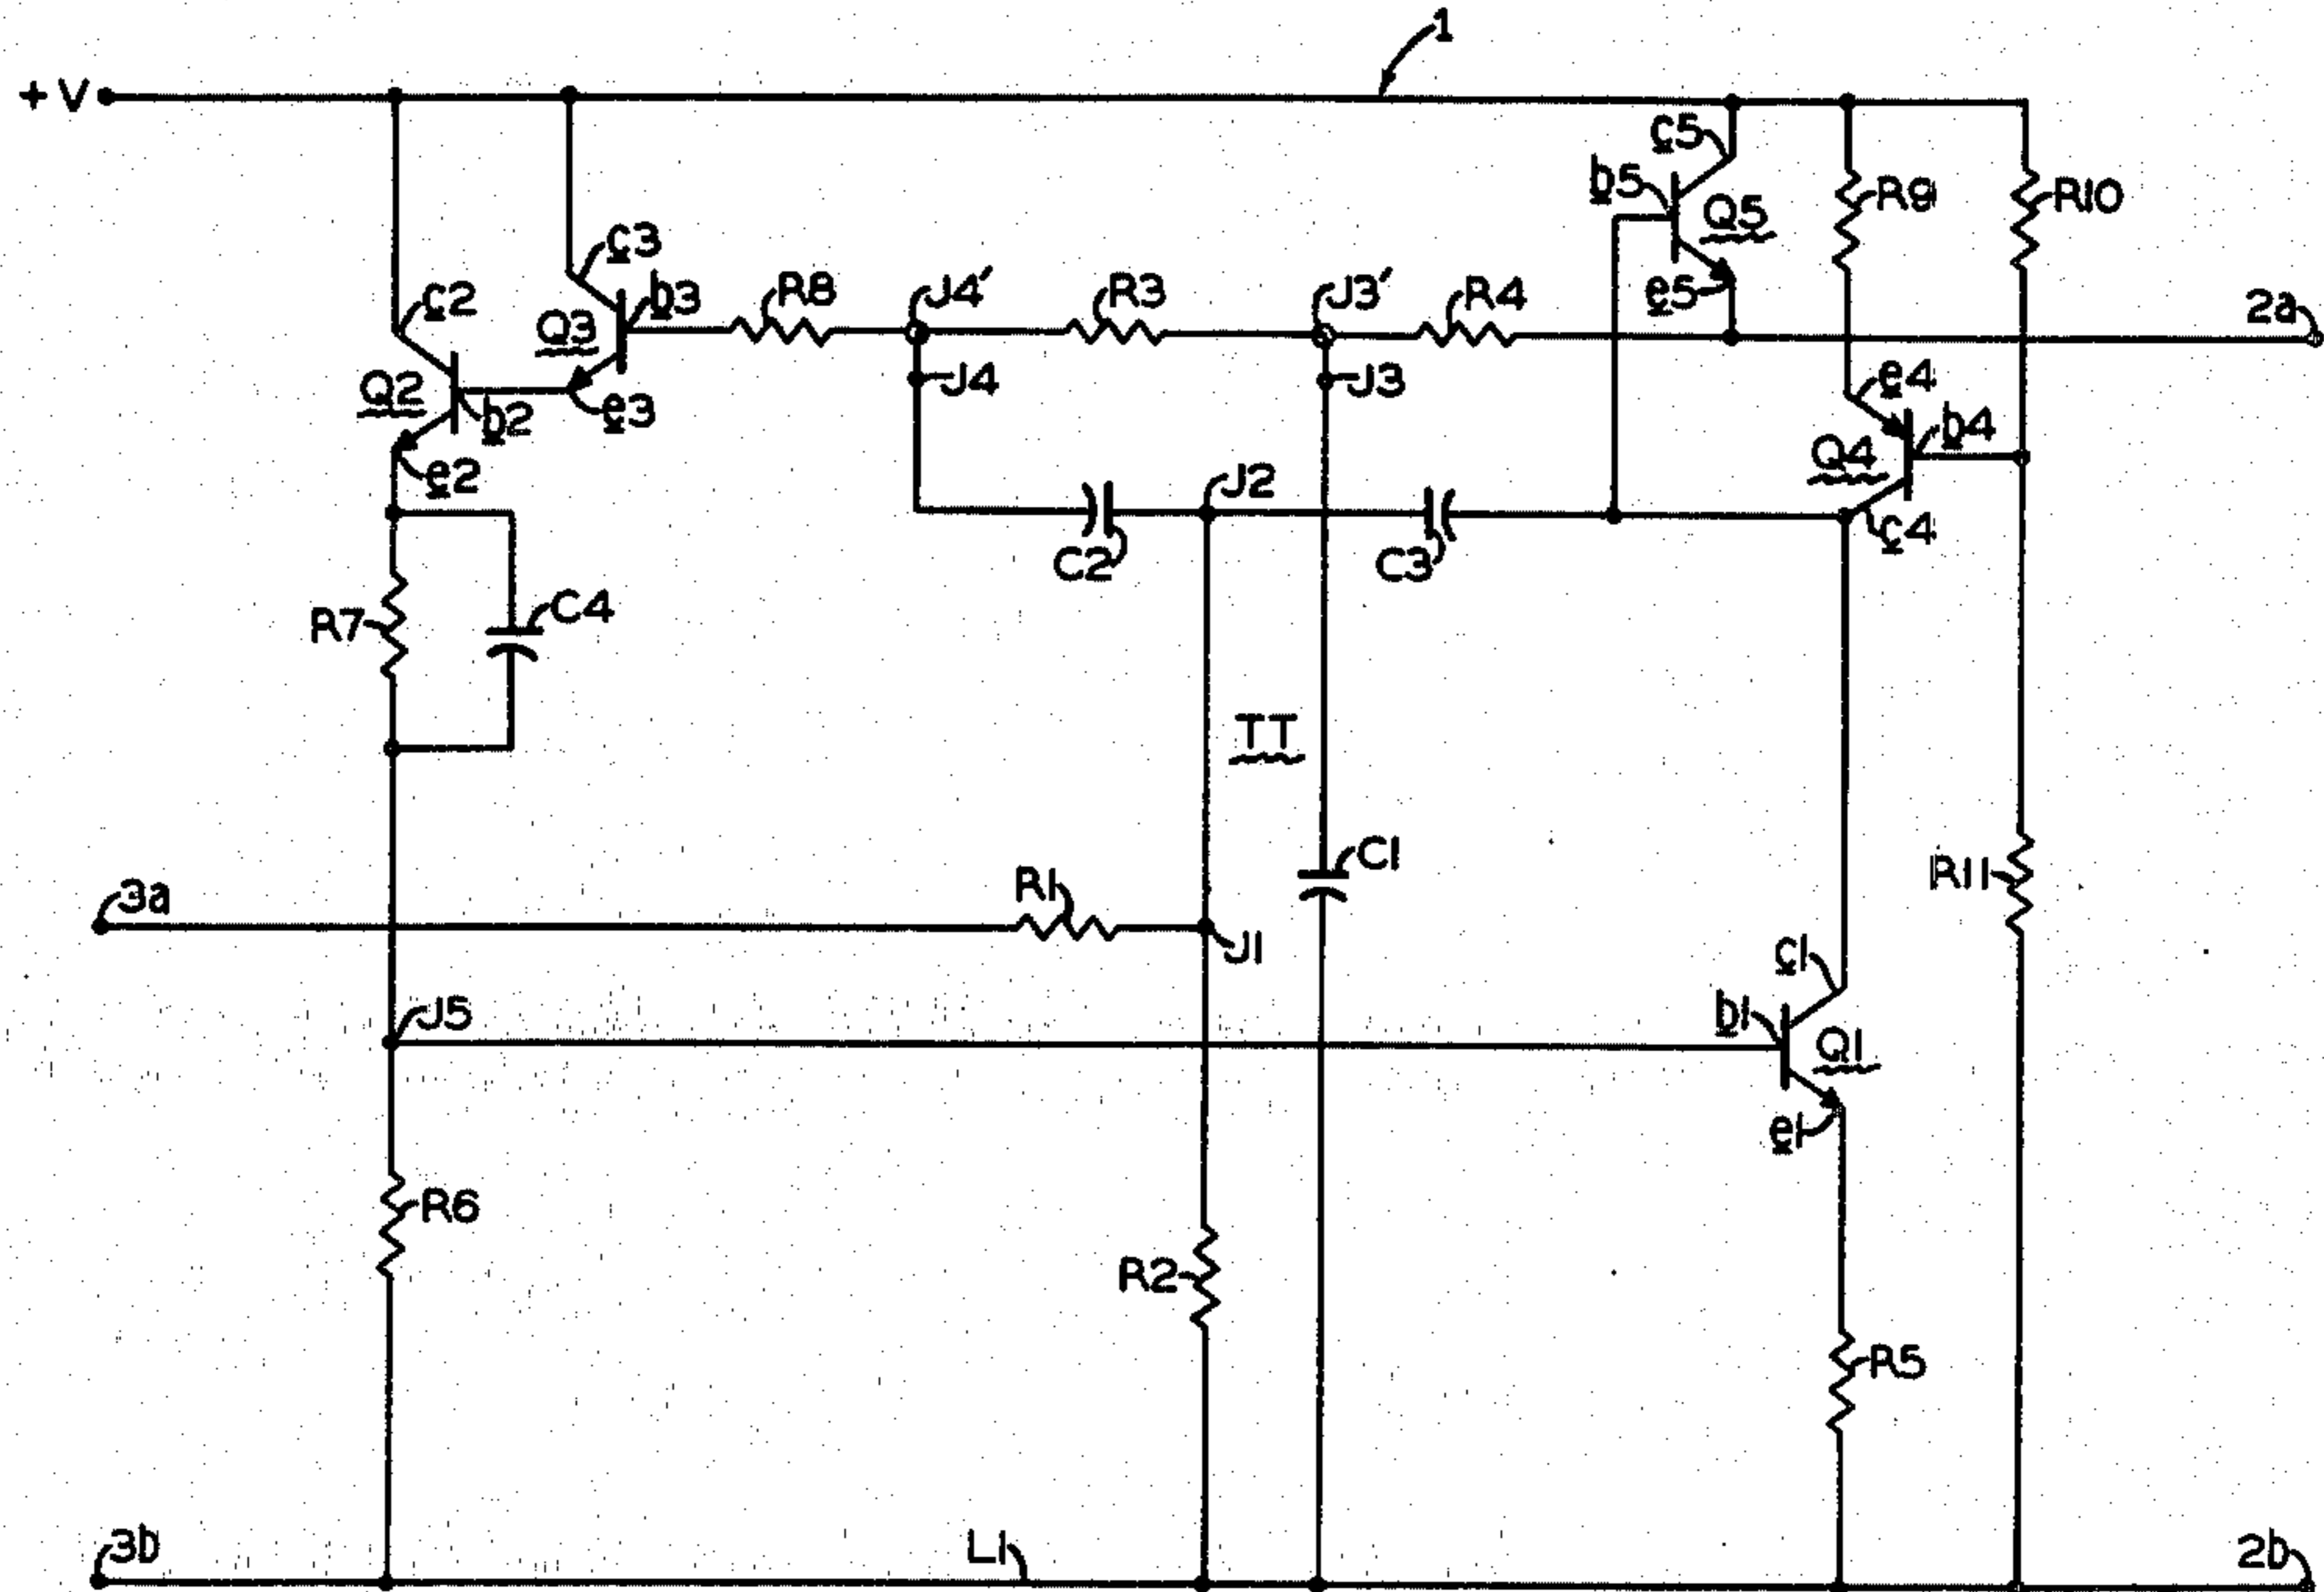 1
+V
c5
b5
Q5
R9
R10
c3
b3
R8
J4′
R3
J3′
R4
e5
2a
c2
Q3
e4
J4
J3
Q2
b2
e3
b4
Q4
e2
J2
c4
C2
C3
C4
R7
TT
C1
R11
3a
R1
J1
c1
b1
J5
Q1
e1
R6
R2
R5
3b
L1
2b